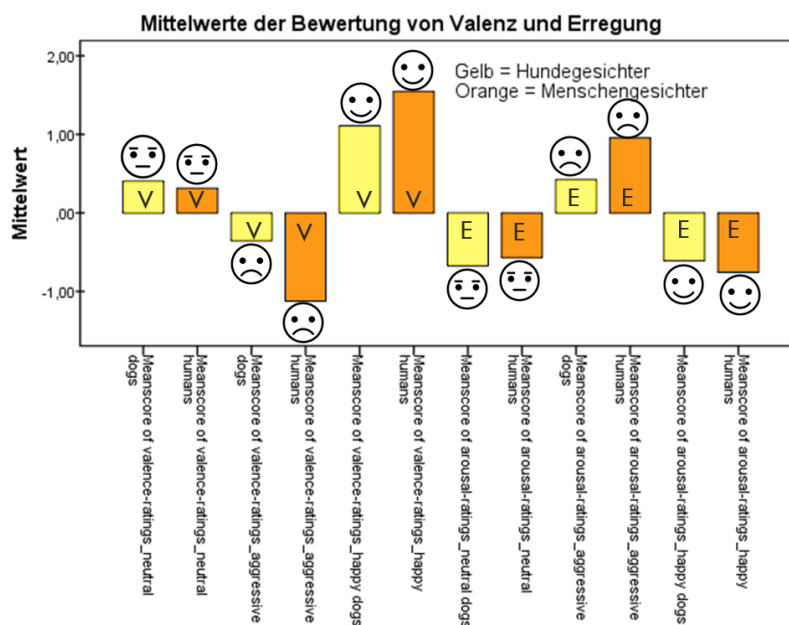 Mittelwerte der Bewertung von Valenz und Erregung
2,00
Gelb = Hundegesichter
Orange = Menschengesichter
1,00
,00
-1,00
Mittelwert
V
V
V
V
V
V
E
E
E
E
E
E
Meanscore of valence-ratings_neutral
dogs
Meanscore of valence-ratings_neutral
humans
Meanscore of valence-ratings_aggressive
dogs
Meanscore of valence-ratings_aggressive
humans
Meanscore of valence-ratings_happy dogs
Meanscore of valence-ratings_happy
humans
Meanscore of arousal-ratings_neutral dogs
Meanscore of arousal-ratings_neutral
humans
Meanscore of arousal-ratings_aggressive
dogs
Meanscore of arousal-ratings_aggressive
humans
Meanscore of arousal-ratings_happy dogs
Meanscore of arousal-ratings_happy
humans